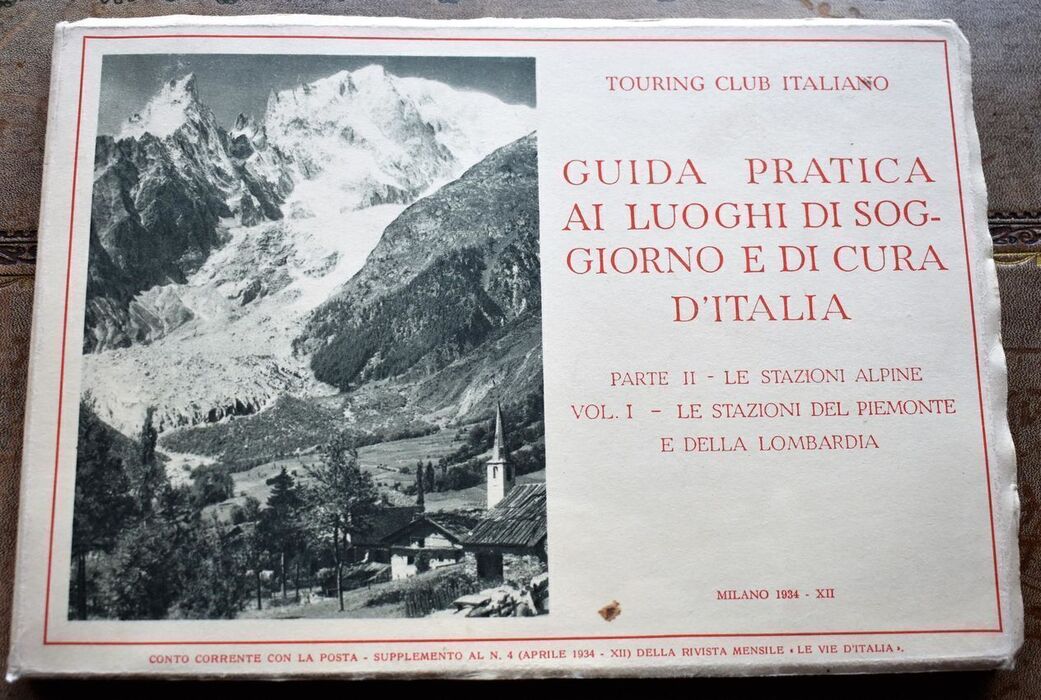 TOURING CLUB ITALIANO
GUIDA PRATICA
AI LUOGHI DI SOG-
GIORNO E DI CURA
D'ITALIA
PARTE II - LE STAZIONI ALPINE
VOL. I - LE STAZIONI DEL PIEMONTE
E DELLA LOMBARDIA
MILANO 1934 - XII
CONTO CORRENTE CON LA POSTA - SUPPLEMENTO AL N. 4 (APRILE 1934 - XII) DELLA RIVISTA MENSILE « LE VIE D'ITALIA ».